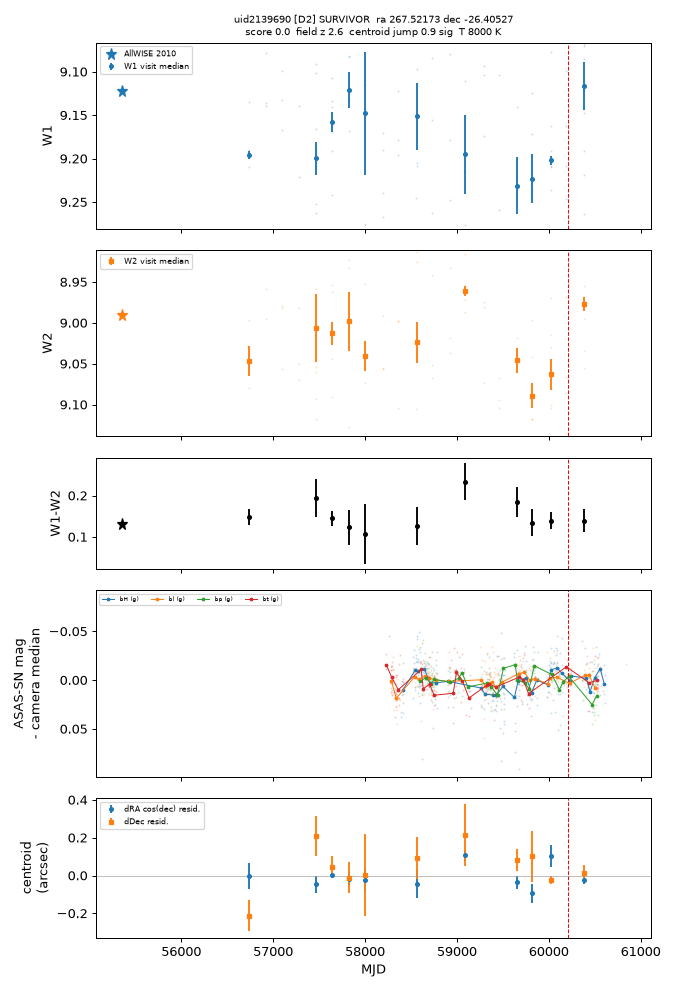 uid2139690 [D2] SURVIVOR ra 267.52173 dec -26.40527
score 0.0 field z 2.6 centroid jump 0.9 sig T 8000 K
AllWISE 2010
W1 visit median
9.10
9.15
9.20
9.25
W1
W2 visit median
8.95
9.00
9.05
9.10
W2
0.2
0.1
W1-W2
bH (g)
bl (g)
bp (g)
bt (g)
−0.05
0.00
0.05
ASAS-SN mag
- camera median
dRA cos(dec) resid.
dDec resid.
0.4
0.2
0.0
−0.2
centroid
(arcsec)
56000
57000
58000
59000
60000
61000
MJD